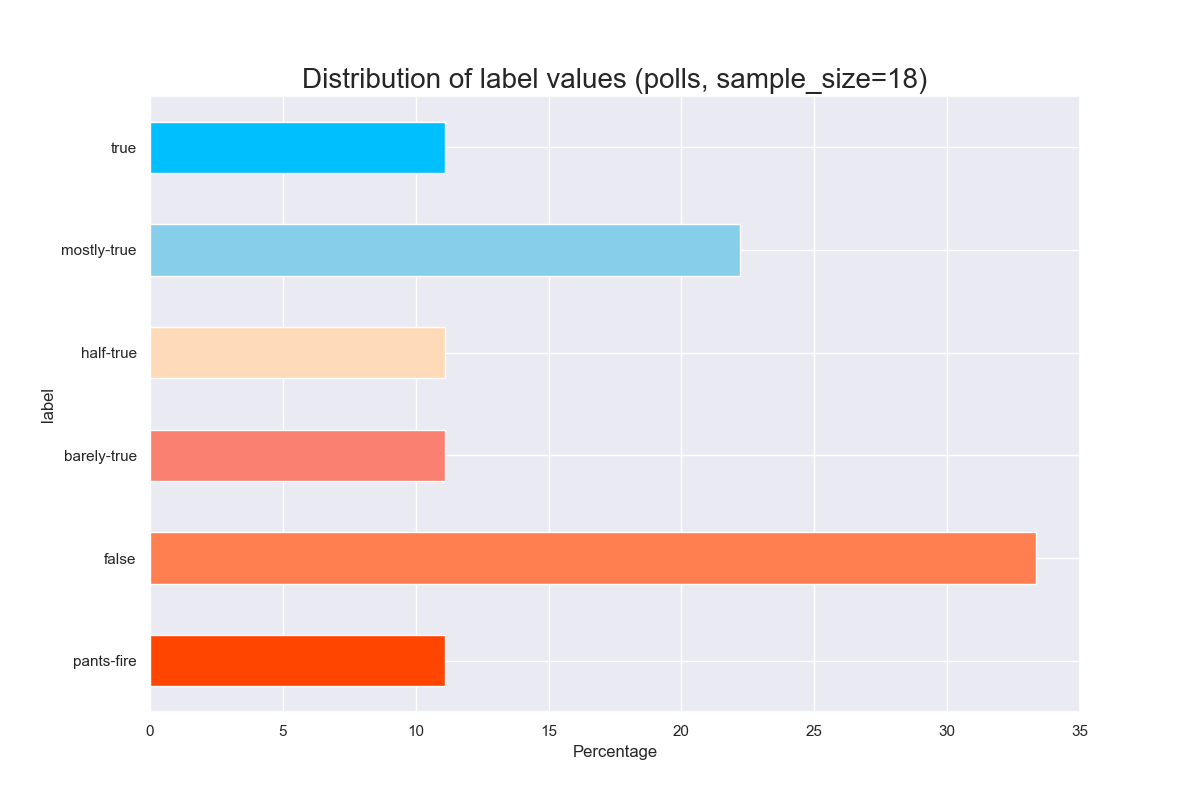 Distribution of label values (polls, sample_size=18)
true
mostly-true
half-true
barely-true
false
pants-fire
label
0 5 10 15 20 25 30 35
Percentage